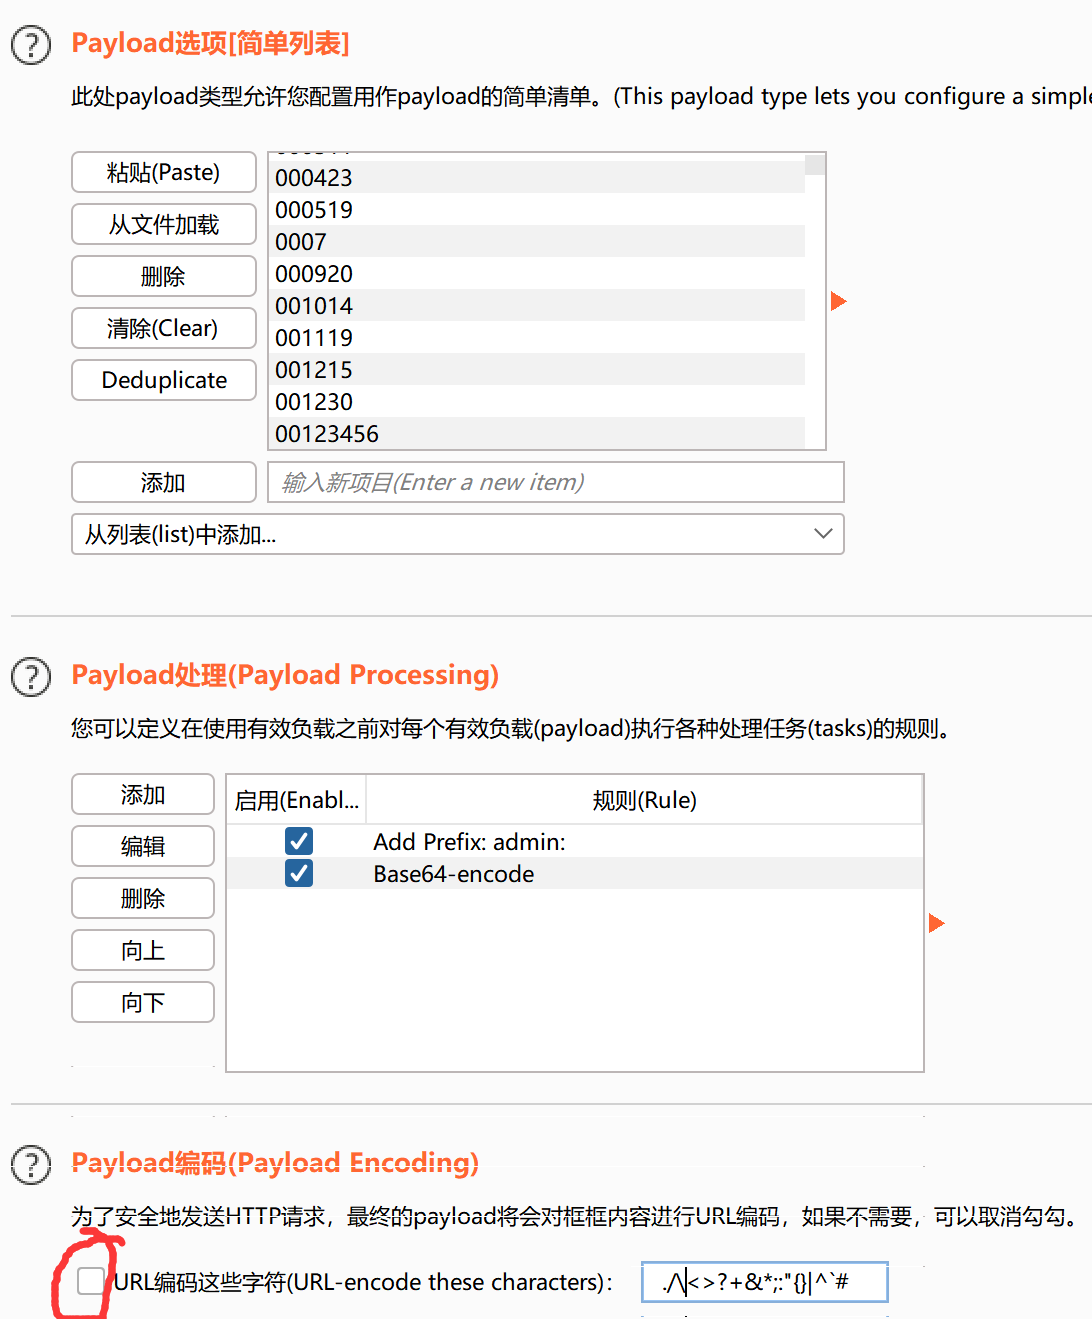 Payload选项[简单列表]
此处payload类型允许您配置用作payload的简单清单。(This payload type lets you configure a simple
粘贴(Paste)
从文件加载
删除
清除(Clear)
Deduplicate
000423
000519
0007
000920
001014
001119
001215
001230
00123456
添加
输入新项目(Enter a new item)
从列表(list)中添加...
Payload处理(Payload Processing)
您可以定义在使用有效负载之前对每个有效负载(payload)执行各种处理任务(tasks)的规则。
添加
编辑
删除
向上
向下
启用(Enabl... 规则(Rule)
Add Prefix: admin:
Base64-encode
Payload编码(Payload Encoding)
为了安全地发送HTTP请求，最终的payload将会对框框内容进行URL编码，如果不需要，可以取消勾勾。
URL编码这些字符(URL-encode these characters)： ./\<>?+&*;:"{}|^`#